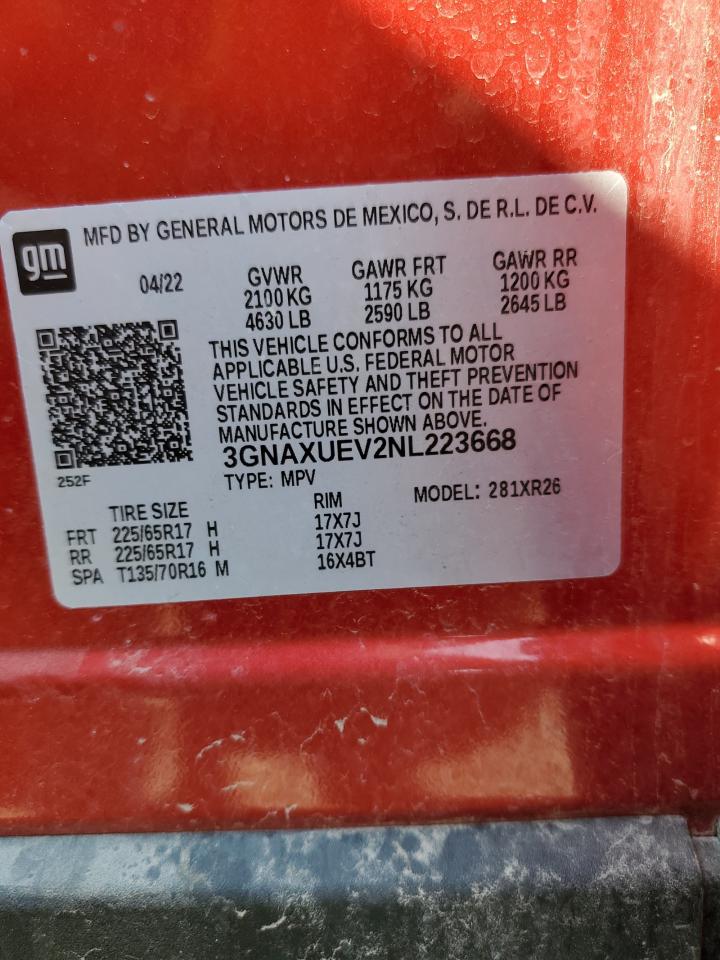 gm
MFD BY GENERAL MOTORS DE MEXICO, S. DE R.L. DE C.V.
04/22 GVWR GAWR FRT GAWR RR
2100 KG 1175 KG 1200 KG
4630 LB 2590 LB 2645 LB
THIS VEHICLE CONFORMS TO ALL
APPLICABLE U.S. FEDERAL MOTOR
VEHICLE SAFETY AND THEFT PREVENTION
STANDARDS IN EFFECT ON THE DATE OF
MANUFACTURE SHOWN ABOVE.
3GNAXUEV2NL223668
252F
TYPE: MPV MODEL: 281XR26
TIRE SIZE RIM
FRT 225/65R17 H 17X7J
RR 225/65R17 H 17X7J
SPA T135/70R16 M 16X4BT